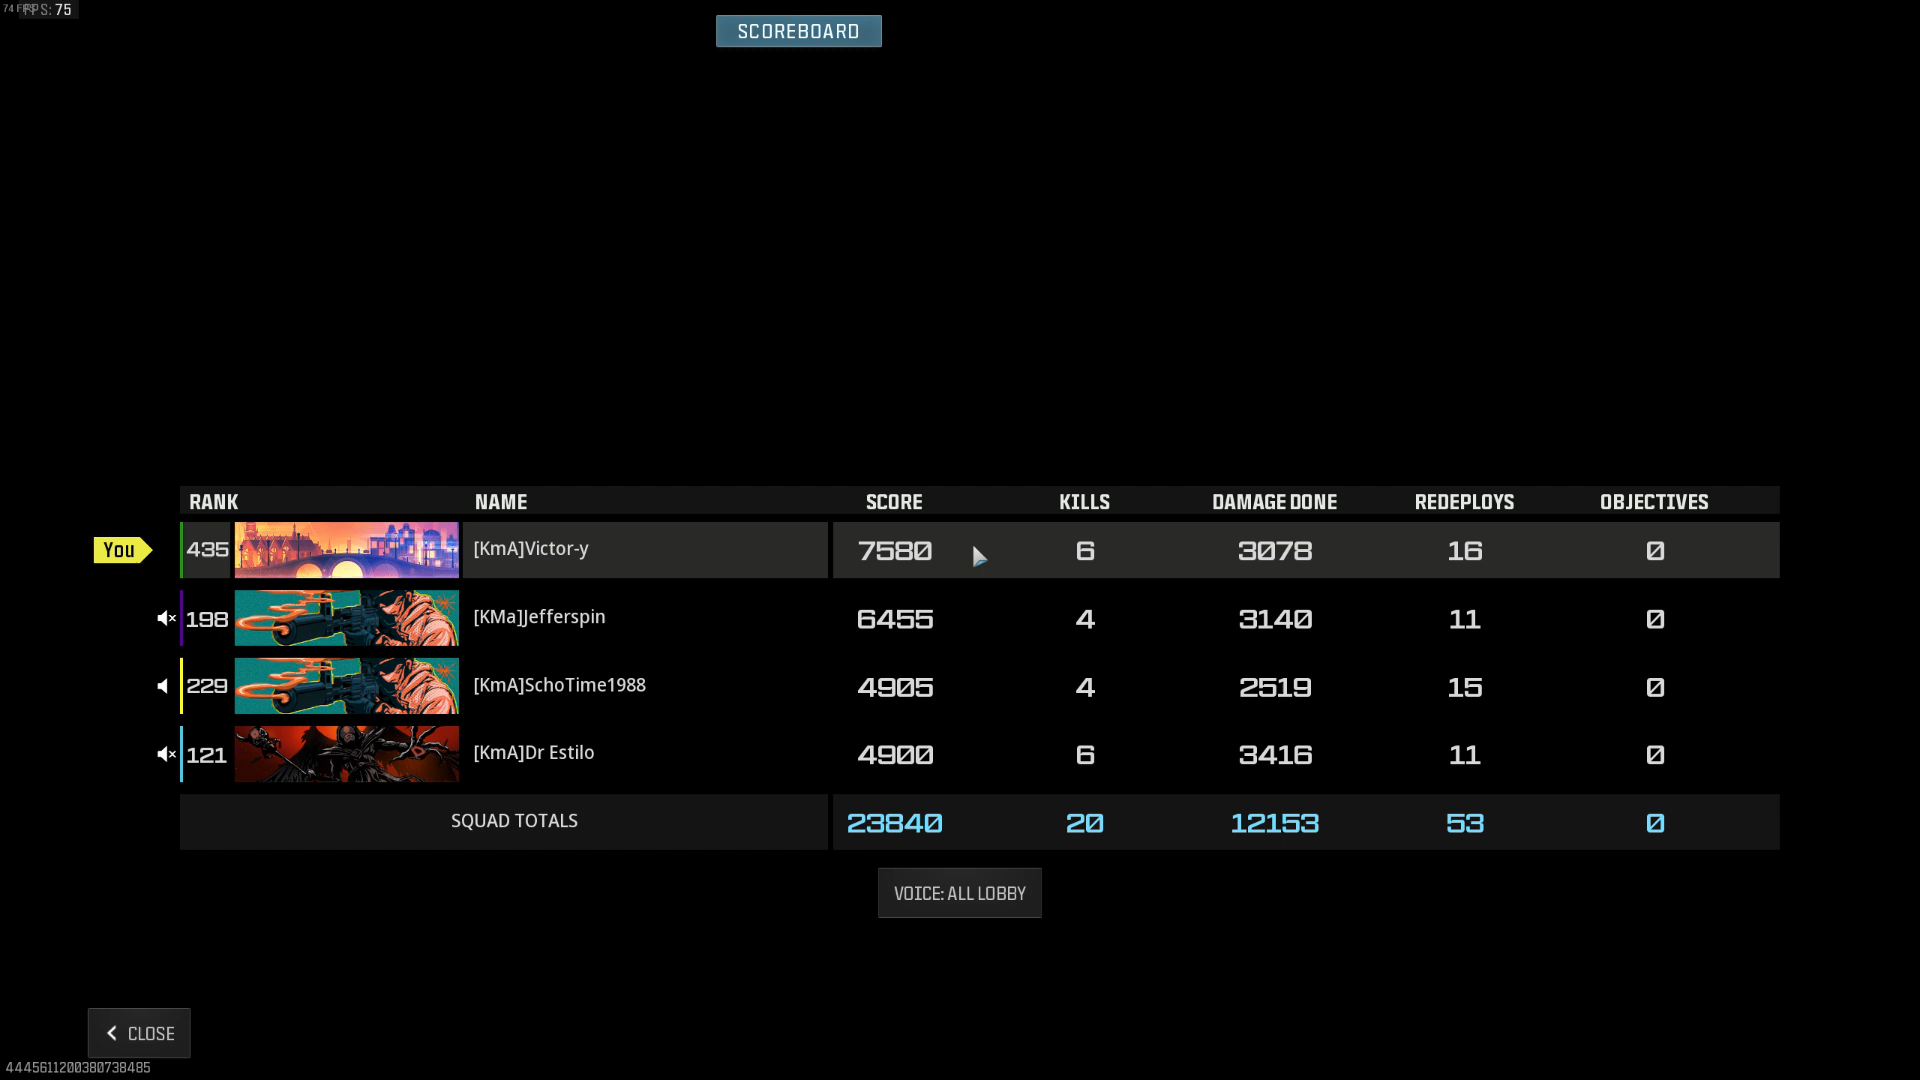 FPS: 75
SCOREBOARD
RANK NAME SCORE KILLS DAMAGE DONE REDEPLOYS OBJECTIVES
You 435 [KmA]Victor-y 7580 6 3078 16 0
198 [KMa]Jefferspin 6455 4 3140 11 0
229 [KmA]SchoTime1988 4905 4 2519 15 0
121 [KmA]Dr Estilo 4900 6 3416 11 0
SQUAD TOTALS 23840 20 12153 53 0
VOICE: ALL LOBBY
CLOSE
4445611200380738485